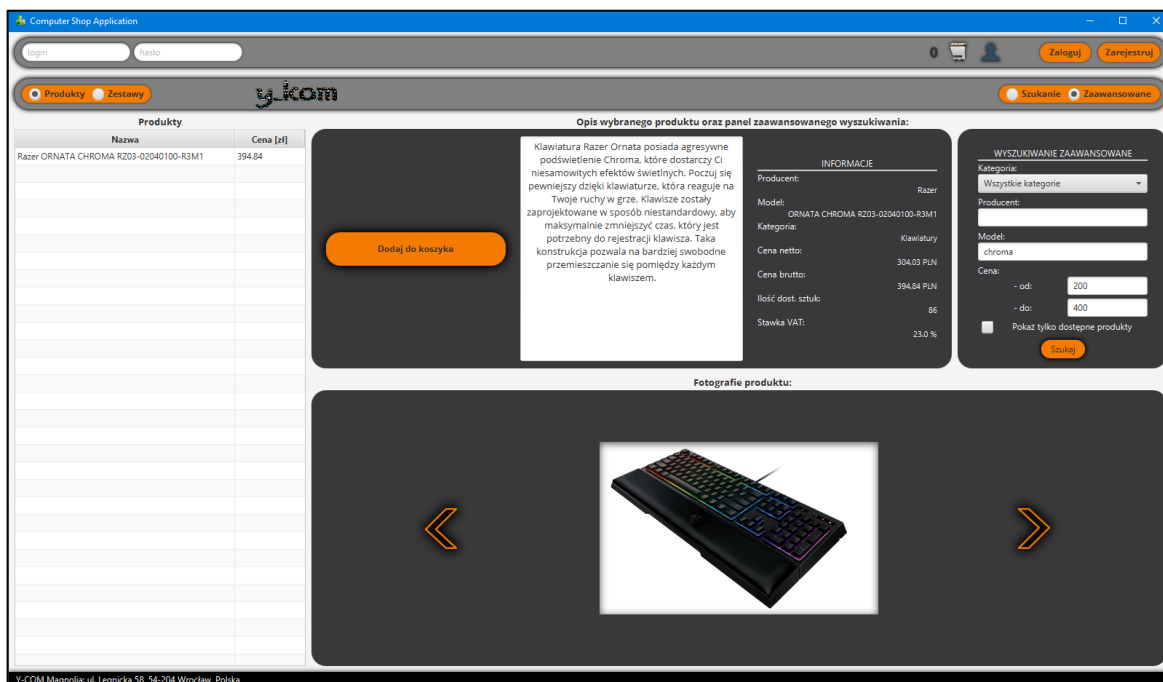 Computer Shop Application
login hasło 0 Zaloguj Zarejestruj
Produkty Zestawy y_kom Szukanie Zaawansowane
Produkty
Nazwa Cena [zł]
Razer ORNATA CHROMA RZ03-02040100-R3M1 394.84
Opis wybranego produktu oraz panel zaawansowanego wyszukiwania:
Dodaj do koszyka
Klawiatura Razer Ornata posiada agresywne
podświetlenie Chroma, które dostarczy Ci
niesamowitych efektów świetlnych. Poczuj się
pewniejszy dzięki klawiaturze, która reaguje na
Twoje ruchy w grze. Klawisze zostały
zaprojektowane w sposób niestandardowy, aby
maksymalnie zmniejszyć czas, który jest
potrzebny do rejestracji klawisza. Taka
konstrukcja pozwala na bardziej swobodne
przemieszczanie się pomiędzy każdym
klawiszem.
INFORMACJE
Producent:
Razer
Model:
ORNATA CHROMA RZ03-02040100-R3M1
Kategoria:
Klawiatury
Cena netto:
304.03 PLN
Cena brutto:
394.84 PLN
Ilość dost. sztuk:
86
Stawka VAT:
23.0 %
WYSZUKIWANIE ZAAWANSOWANE
Kategoria:
Wszystkie kategorie
Producent:
Model:
chroma
Cena:
- od: 200
- do: 400
Pokaż tylko dostępne produkty
Szukaj
Fotografie produktu:
Y-COM Magnolia: ul. Legnicka 58, 54-204 Wrocław, Polska